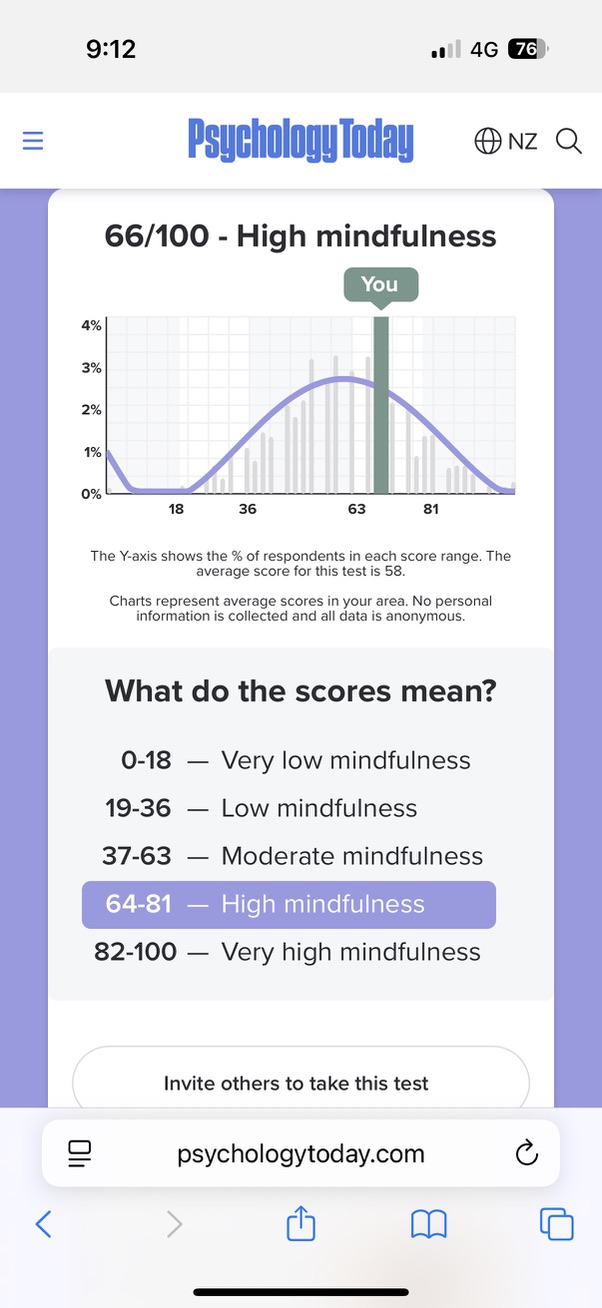 9:12
4G
76
Psychology Today
NZ
66/100 - High mindfulness
You
4%
3%
2%
1%
0%
18 36 63 81
The Y-axis shows the % of respondents in each score range. The
average score for this test is 58.
Charts represent average scores in your area. No personal
information is collected and all data is anonymous.
What do the scores mean?
0-18 — Very low mindfulness
19-36 — Low mindfulness
37-63 — Moderate mindfulness
64-81 — High mindfulness
82-100 — Very high mindfulness
Invite others to take this test
psychologytoday.com